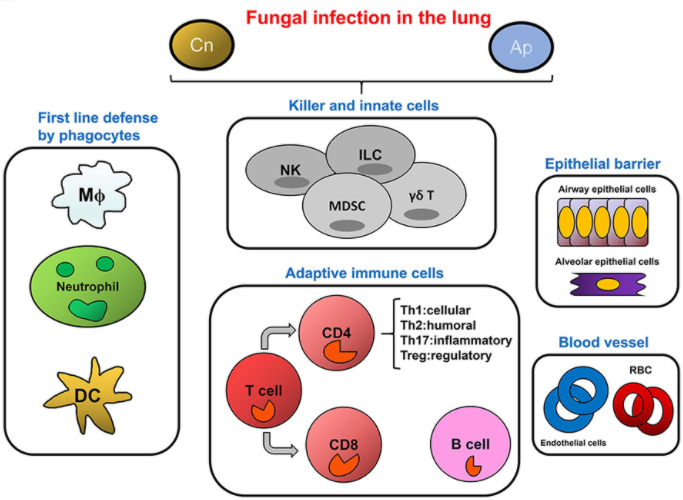 Fungal infection in the lung
Cn
Ap
First line defense
by phagocytes
Mϕ
Neutrophil
DC
Killer and innate cells
NK
ILC
MDSC
γδ T
Adaptive immune cells
T cell
CD4
CD8
Th1:cellular
Th2:humoral
Th17:inflammatory
Treg:regulatory
B cell
Epithelial barrier
Airway epithelial cells
Alveolar epithelial cells
Blood vessel
RBC
Endothelial cells